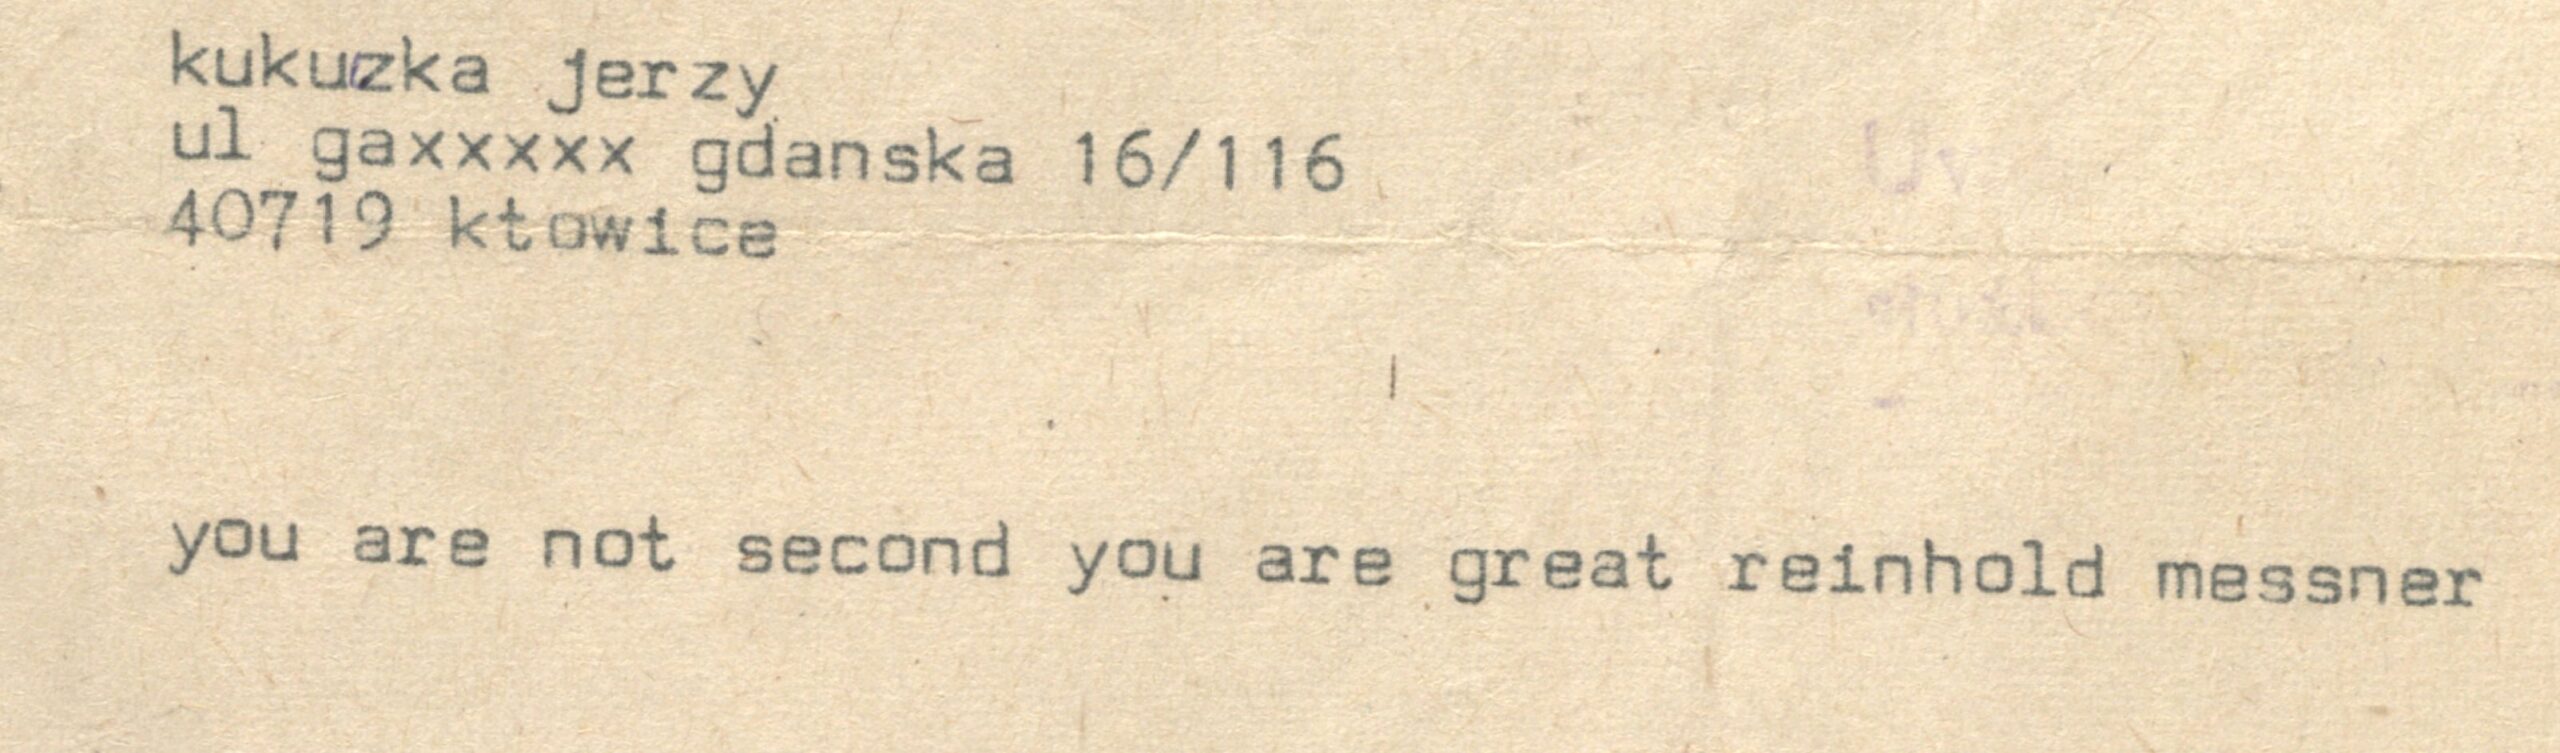 kukuzka jerzy
ul gaxxxxx gdanska 16/116
40719 ktowice
you are not second you are great reinhold messner